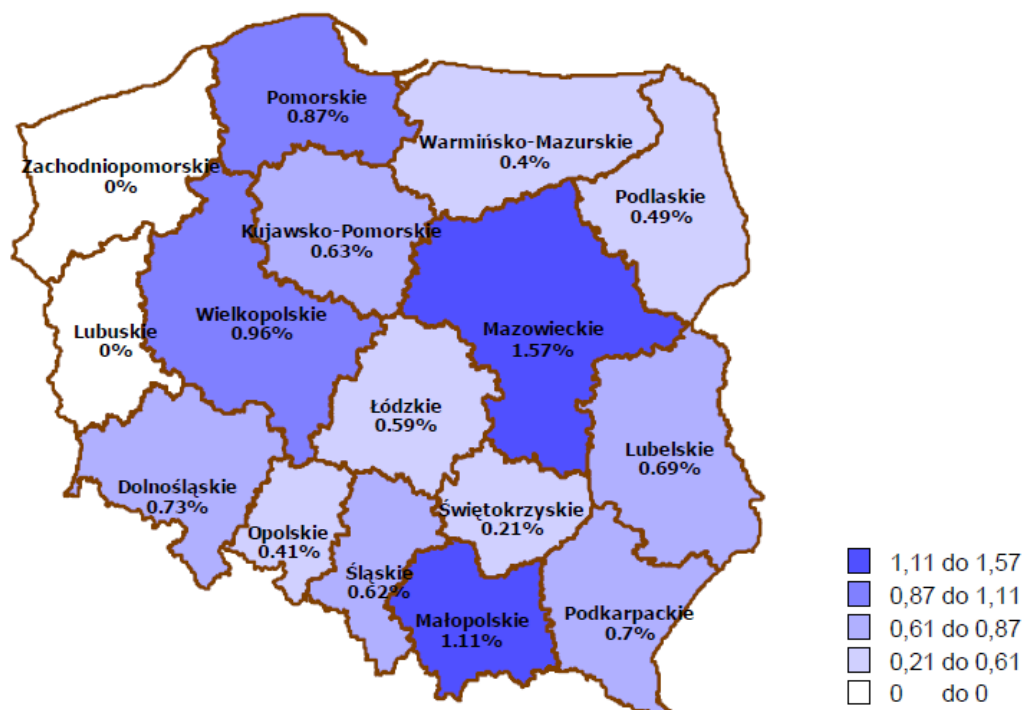 Pomorskie
0.87%
Warmińsko-Mazurskie
0.4%
Zachodniopomorskie
0%
Podlaskie
0.49%
Kujawsko-Pomorskie
0.63%
Wielkopolskie
0.96%
Mazowieckie
1.57%
Lubuskie
0%
Łódzkie
0.59%
Lubelskie
0.69%
Dolnośląskie
0.73%
Świętokrzyskie
0.21%
Opolskie
0.41%
Śląskie
0.62%
Małopolskie
1.11%
Podkarpackie
0.7%
1,11 do 1,57
0,87 do 1,11
0,61 do 0,87
0,21 do 0,61
0 do 0